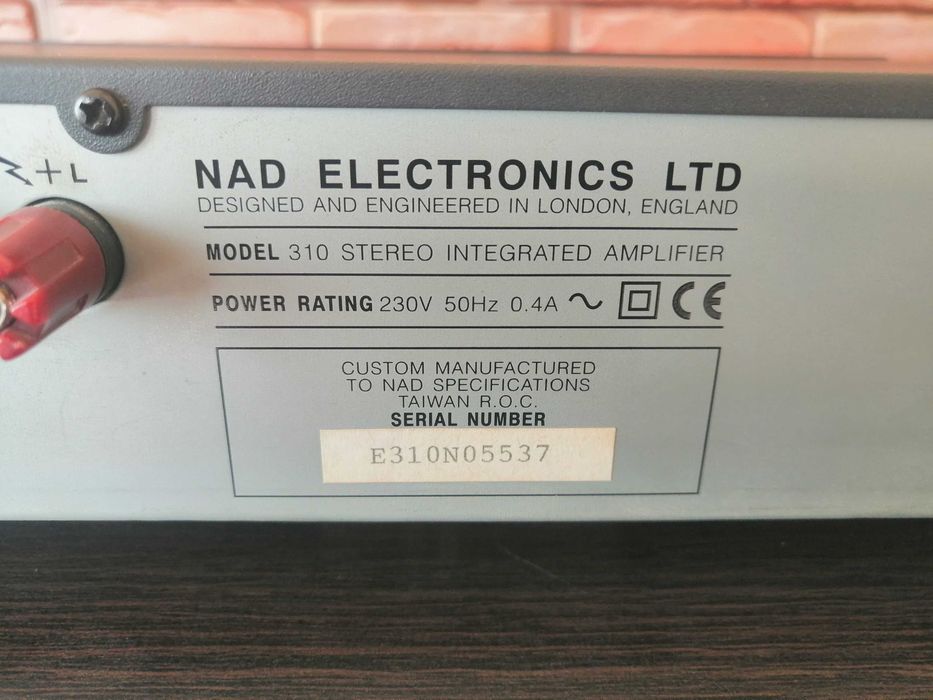 + L
NAD ELECTRONICS LTD
DESIGNED AND ENGINEERED IN LONDON, ENGLAND
MODEL 310 STEREO INTEGRATED AMPLIFIER
POWER RATING 230V 50Hz 0.4A ~ CE
CUSTOM MANUFACTURED
TO NAD SPECIFICATIONS
TAIWAN R.O.C.
SERIAL NUMBER
E310N05537